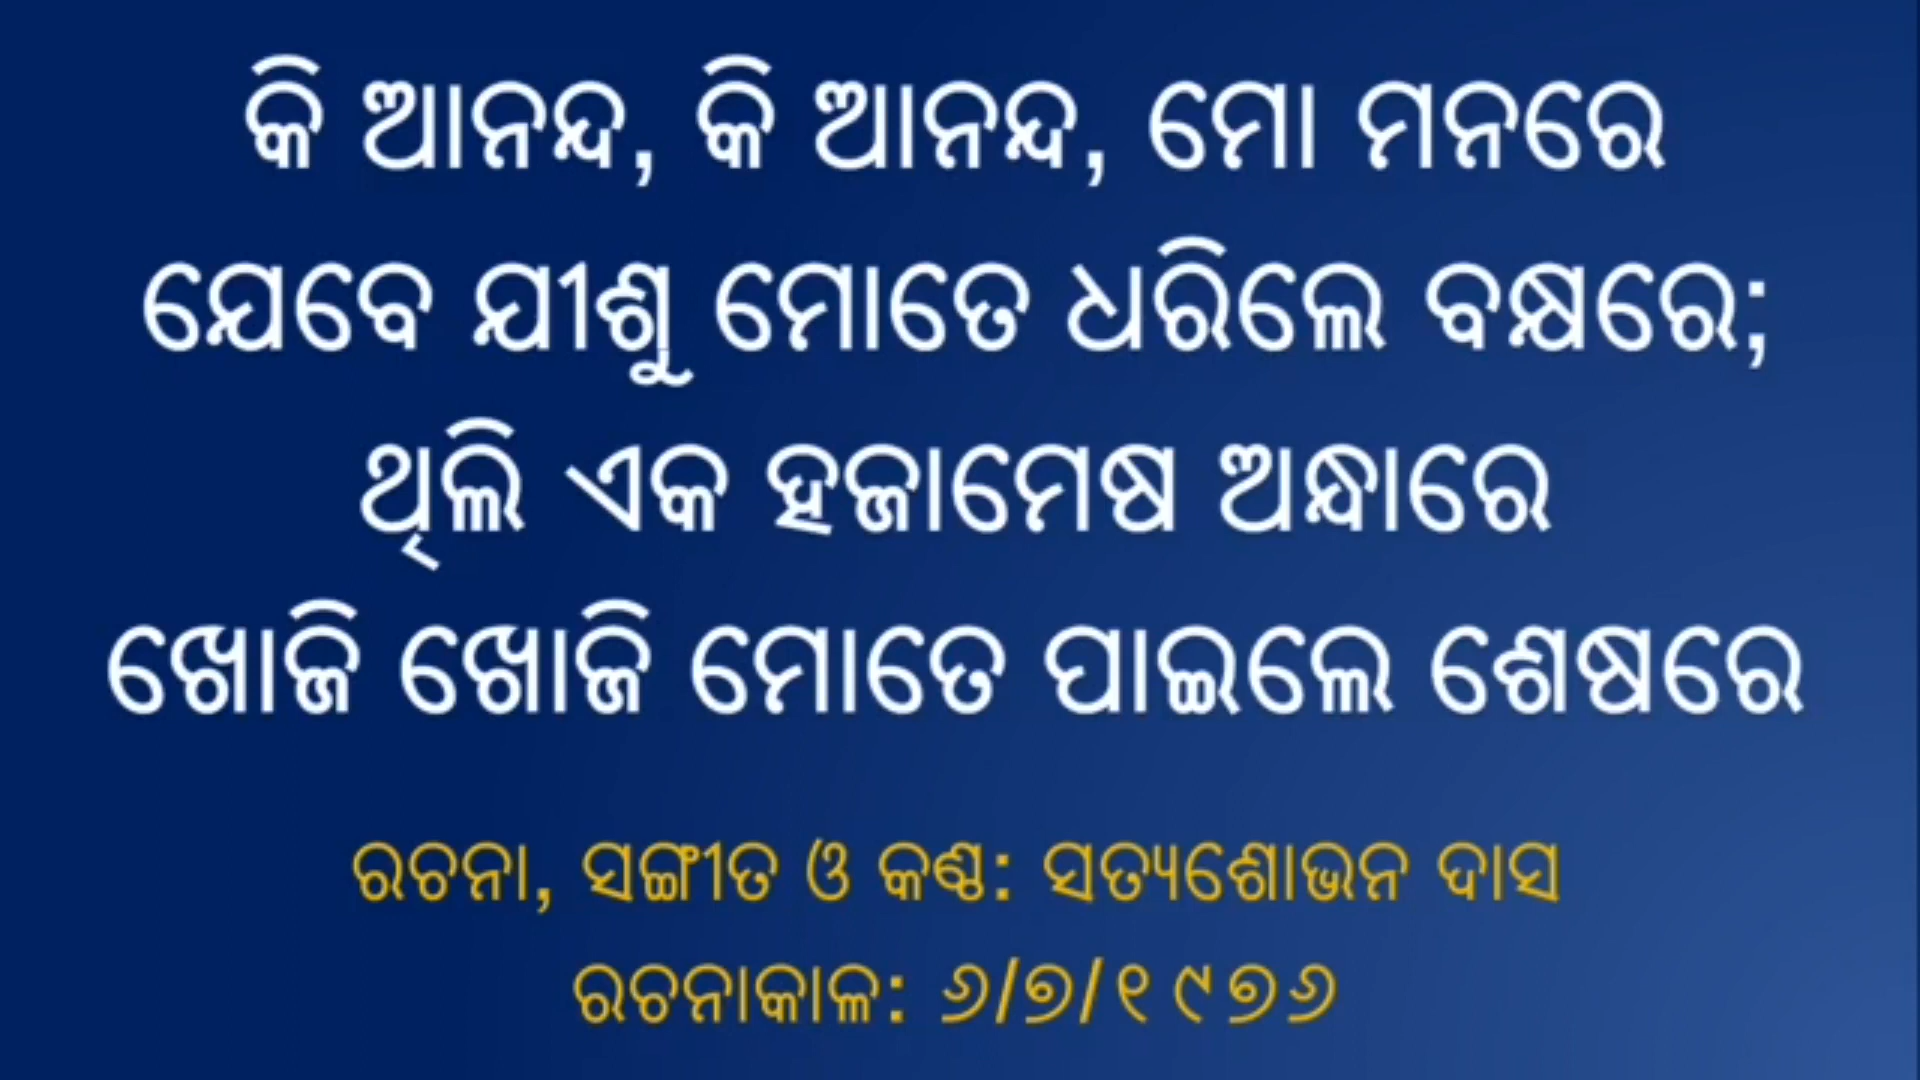 କି ଆନନ୍ଦ, କି ଆନନ୍ଦ, ମୋ ମନରେ
ଯେବେ ଯୀଶୁ ମୋତେ ଧରିଲେ ବକ୍ଷରେ;
ଥିଲି ଏକ ହଜାମେଷ ଅନ୍ଧାରେ
ଖୋଜି ଖୋଜି ମୋତେ ପାଇଲେ ଶେଷରେ
ରଚନା, ସଙ୍ଗୀତ ଓ କଣ୍ଠ: ସତ୍ୟଶୋଭନ ଦାସ
ରଚନାକାଳ: ୬/୭/୧୯୭୬